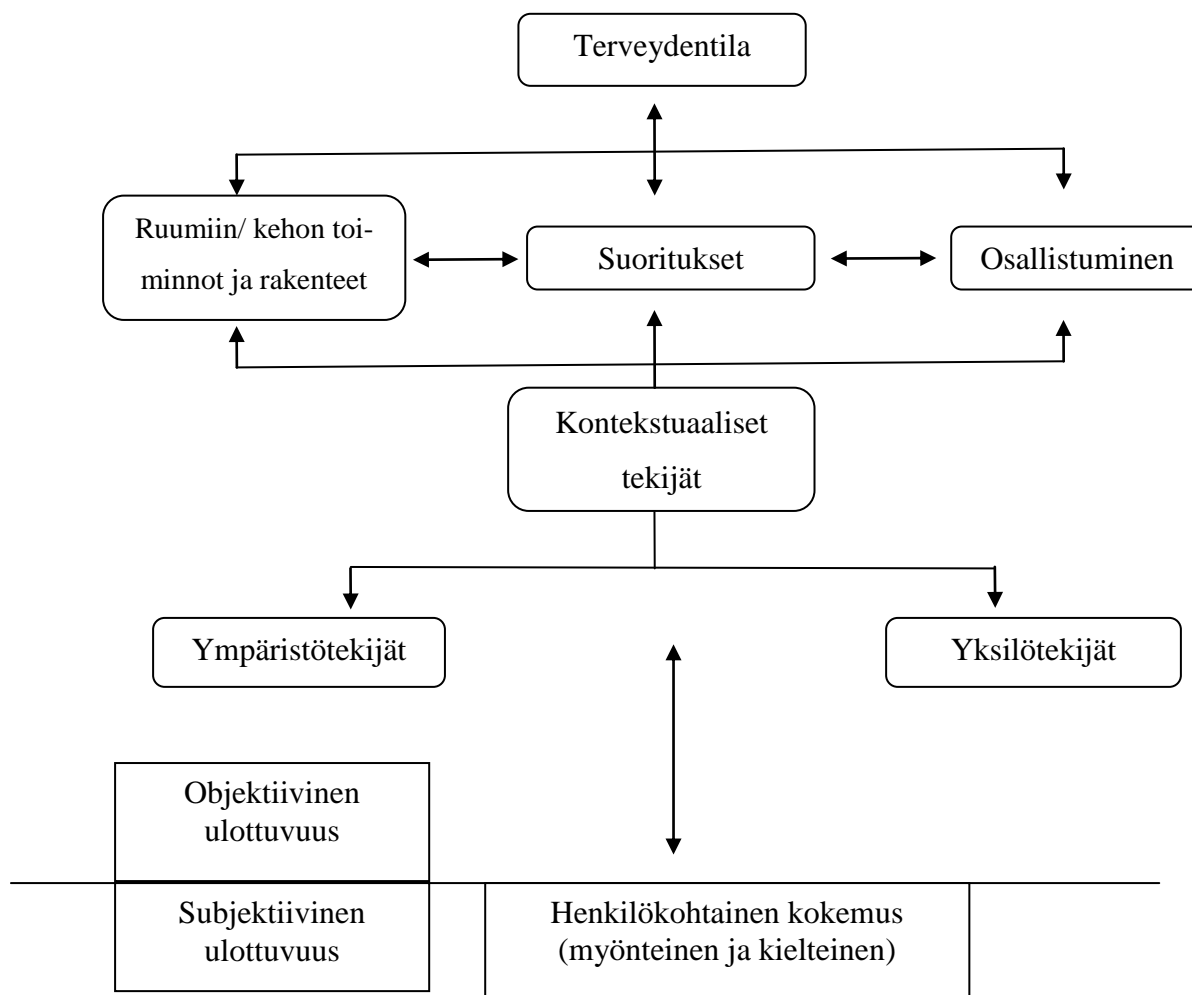 Terveydentila
Ruumiin/ kehon toi-
minnot ja rakenteet
Suoritukset
Osallistuminen
Kontekstuaaliset
tekijät
Ympäristötekijät
Yksilötekijät
Objektiivinen
ulottuvuus
Subjektiivinen
ulottuvuus
Henkilökohtainen kokemus
(myönteinen ja kielteinen)